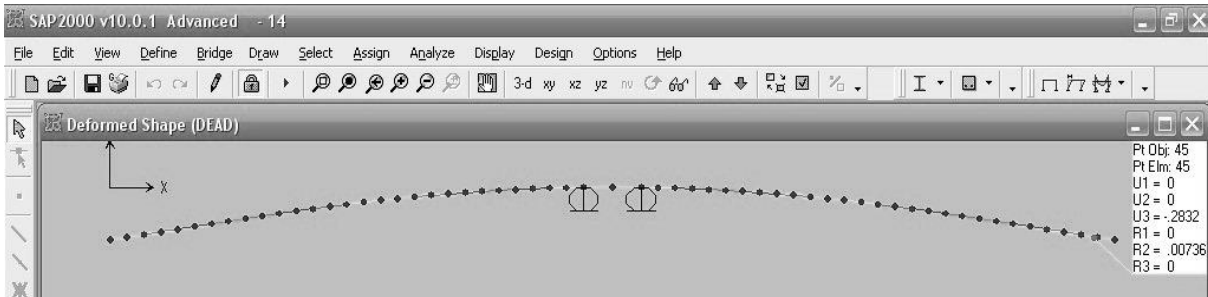 SAP2000 v10.0.1 Advanced - 14
File Edit View Define Bridge Draw Select Assign Analyze Display Design Options Help
3-d xy xz yz nv
Deformed Shape (DEAD)
X
Pt Obj: 45
Pt Elm: 45
U1 = 0
U2 = 0
U3 = -.2832
R1 = 0
R2 = .00736
R3 = 0